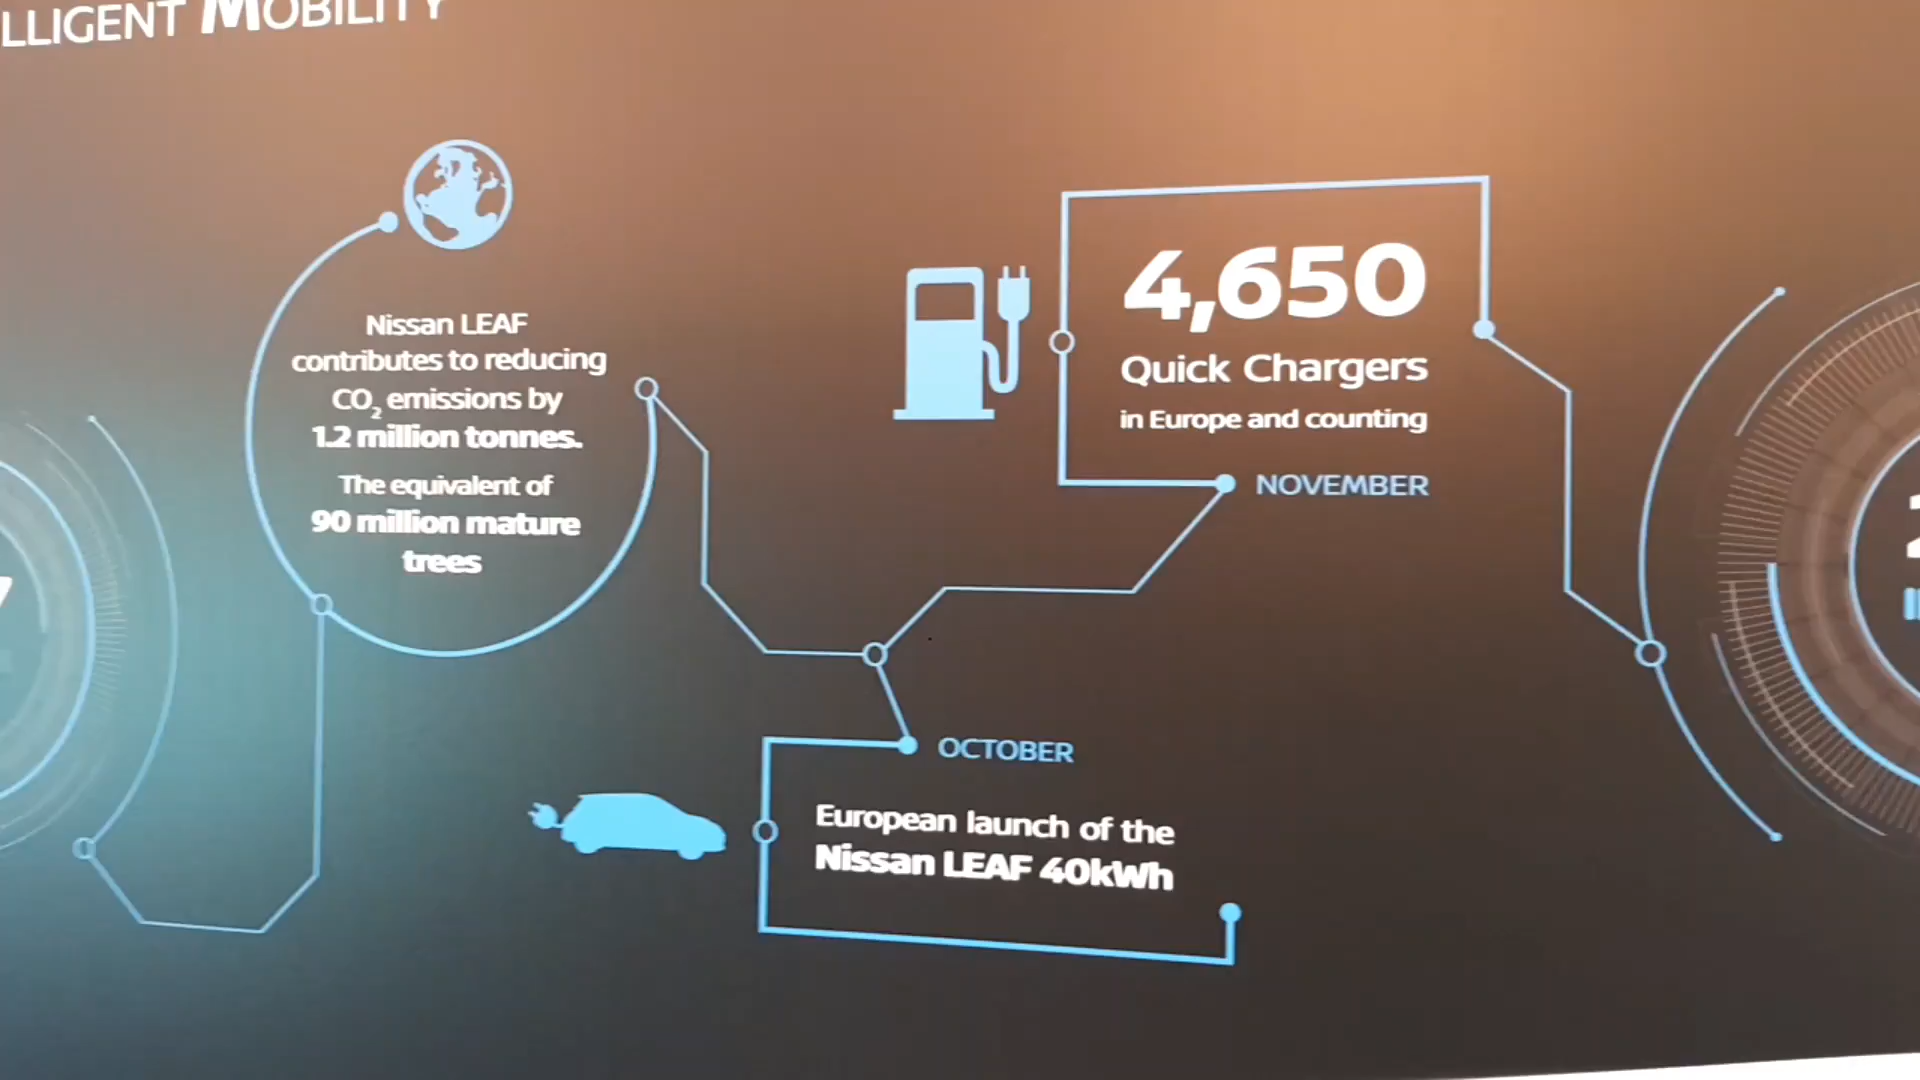 LLIGENT MOBILITY
Nissan LEAF
contributes to reducing
CO₂ emissions by
1.2 million tonnes.
The equivalent of
90 million mature
trees
4,650
Quick Chargers
in Europe and counting
NOVEMBER
OCTOBER
European launch of the
Nissan LEAF 40kWh